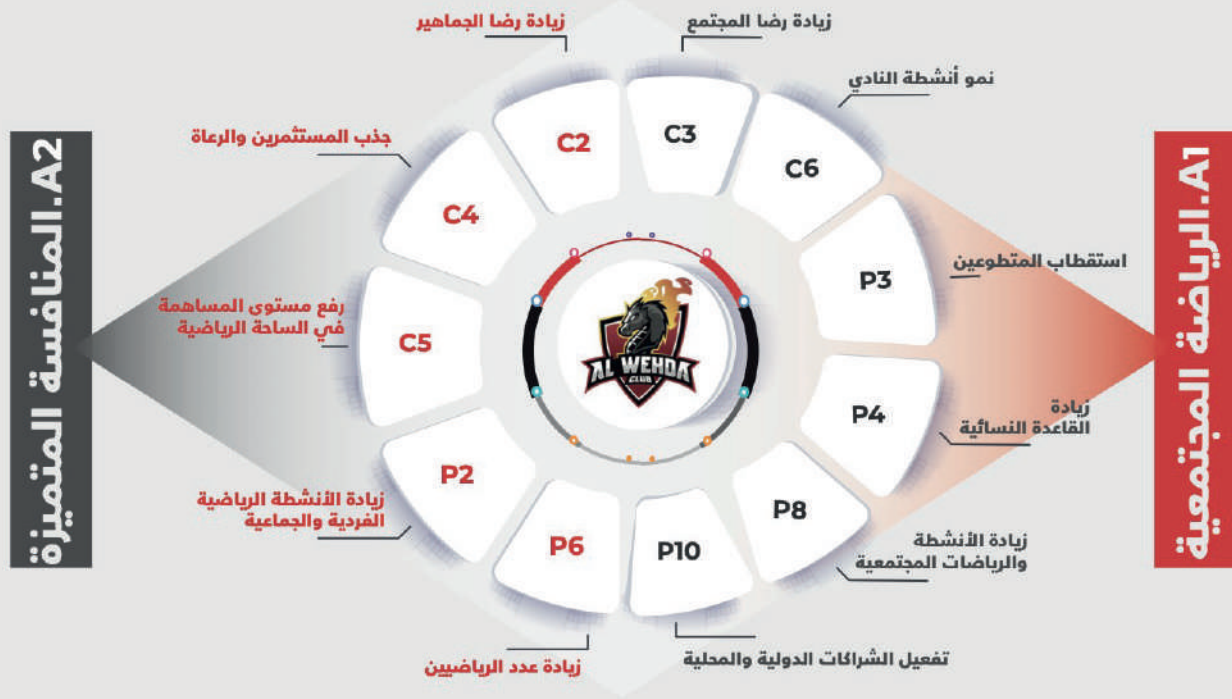 A1.الرياضة المجتمعية
زيادة رضا المجتمع
C3
نمو أنشطة النادي
C6
استقطاب المتطوعين
P3
زيادة
القاعدة النسائية
P4
زيادة الأنشطة
والرياضات المجتمعية
P8
تفعيل الشراكات الدولية والمحلية
P10
A2.المنافسة المتميزة
زيادة رضا الجماهير
C2
جذب المستثمرين والرعاة
C4
رفع مستوى المساهمة
في الساحة الرياضية
C5
زيادة الأنشطة الرياضية
الفردية والجماعية
P2
زيادة عدد الرياضيين
P6
AL WEHDA
CLUB